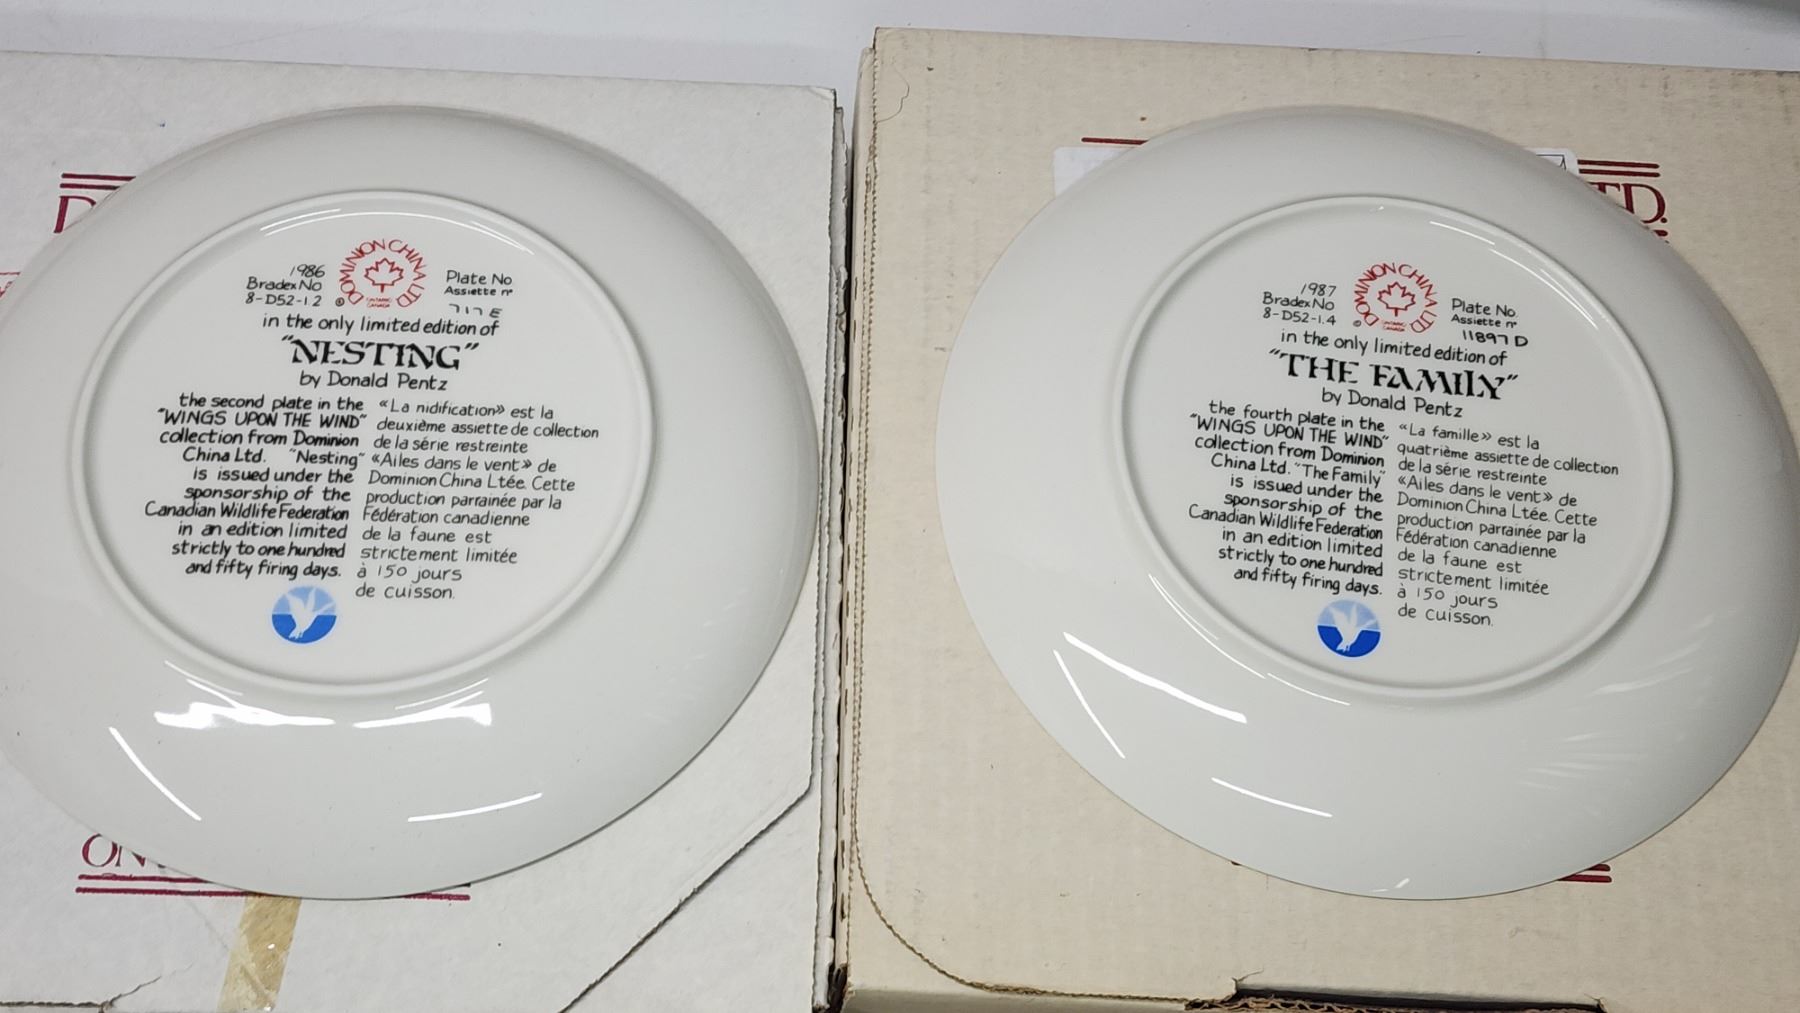 1986
Bradex No
8-D52-1.2
DOMINION CHINA LTD
ONTARIO
CANADA
©
Plate No
Assiette nº
717 E
in the only limited edition of
"NESTING"
by Donald Pentz
the second plate in the
"WINGS UPON THE WIND"
collection from Dominion
China Ltd. "Nesting"
is issued under the
sponsorship of the
Canadian Wildlife Federation
in an edition limited
strictly to one hundred
and fifty firing days.
«La nidification» est la
deuxième assiette de collection
de la série restreinte
«Ailes dans le vent» de
Dominion China Ltée. Cette
production parrainée par la
Fédération canadienne
de la faune est
strictement limitée
à 150 jours
de cuisson.
1987
Bradex No
8-D52-1.4
DOMINION CHINA LTD
ONTARIO
CANADA
©
Plate No.
Assiette nº
11897 D
in the only limited edition of
"THE FAMILY"
by Donald Pentz
the fourth plate in the
"WINGS UPON THE WIND"
collection from Dominion
China Ltd. "The Family"
is issued under the
sponsorship of the
Canadian Wildlife Federation
in an edition limited
strictly to one hundred
and fifty firing days.
«La famille» est la
quatrième assiette de collection
de la série restreinte
«Ailes dans le vent» de
Dominion China Ltée. Cette
production parrainée par la
Fédération canadienne
de la faune est
strictement limitée
à 150 jours
de cuisson.
D
TD.
ON